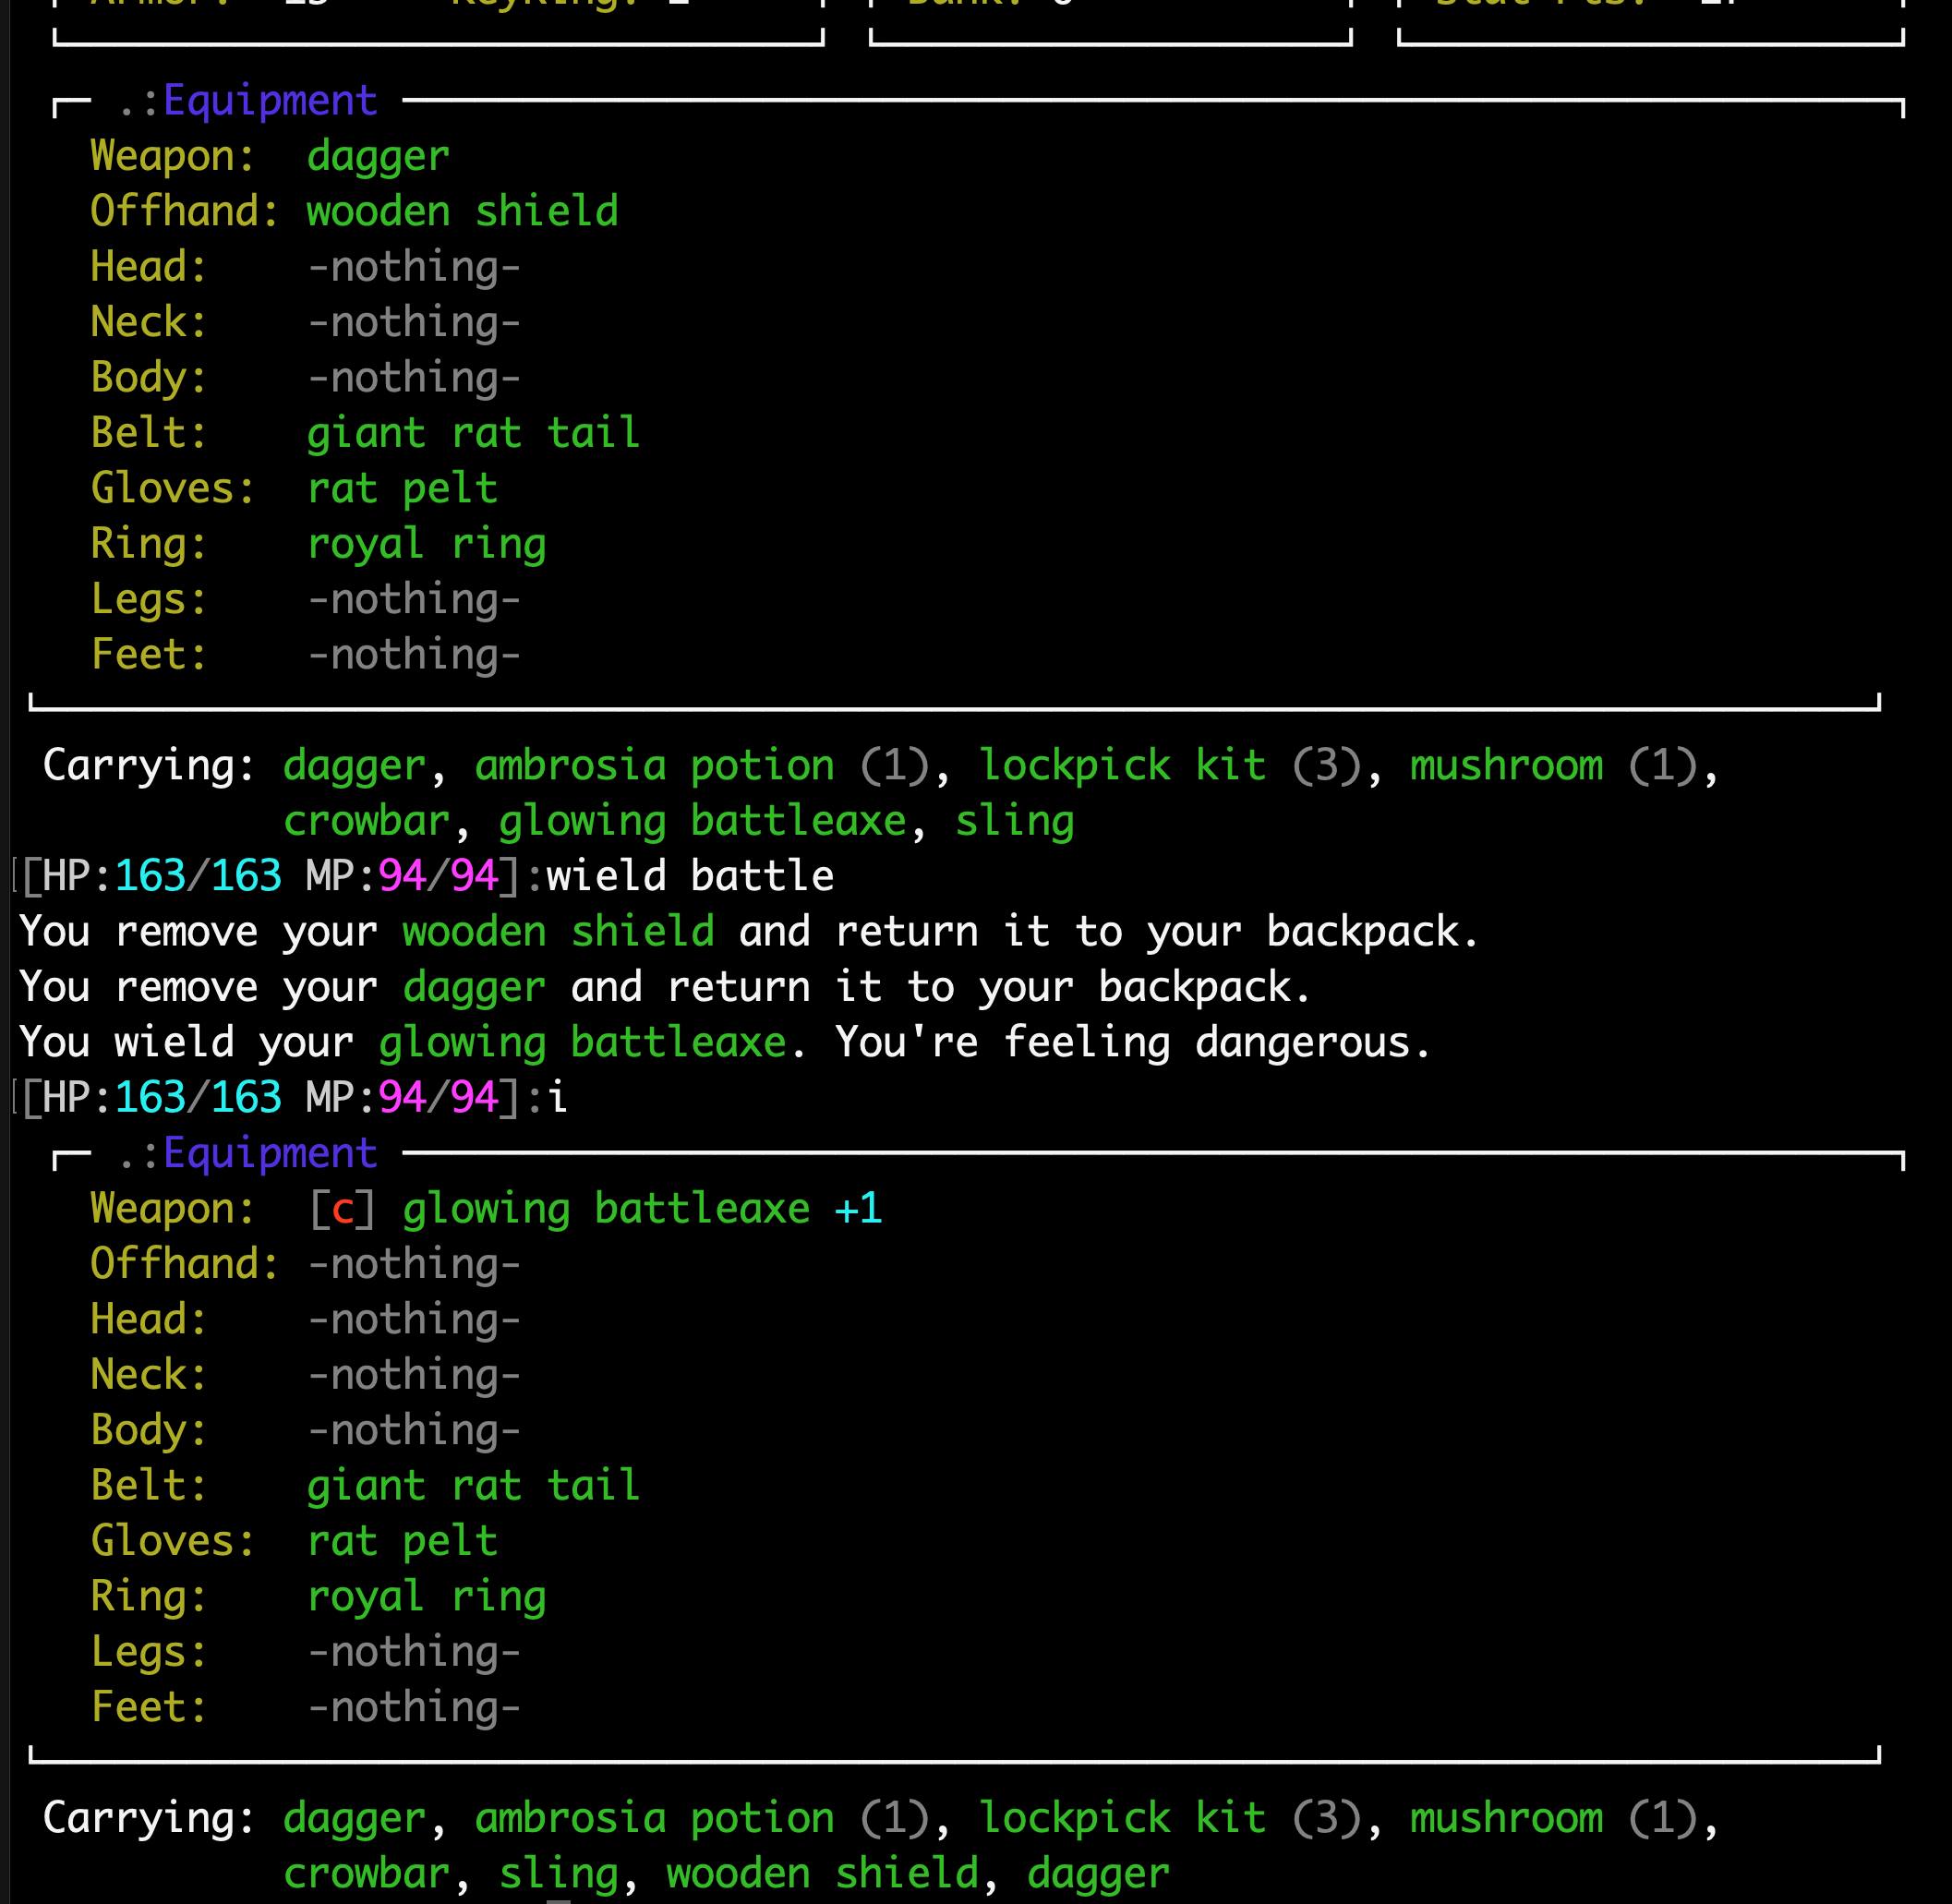 .:Equipment
Weapon: dagger
Offhand: wooden shield
Head: -nothing-
Neck: -nothing-
Body: -nothing-
Belt: giant rat tail
Gloves: rat pelt
Ring: royal ring
Legs: -nothing-
Feet: -nothing-
Carrying: dagger, ambrosia potion (1), lockpick kit (3), mushroom (1),
crowbar, glowing battleaxe, sling
[HP:163/163 MP:94/94]:wield battle
You remove your wooden shield and return it to your backpack.
You remove your dagger and return it to your backpack.
You wield your glowing battleaxe. You're feeling dangerous.
[HP:163/163 MP:94/94]:i
.:Equipment
Weapon: [c] glowing battleaxe +1
Offhand: -nothing-
Head: -nothing-
Neck: -nothing-
Body: -nothing-
Belt: giant rat tail
Gloves: rat pelt
Ring: royal ring
Legs: -nothing-
Feet: -nothing-
Carrying: dagger, ambrosia potion (1), lockpick kit (3), mushroom (1),
crowbar, sling, wooden shield, dagger